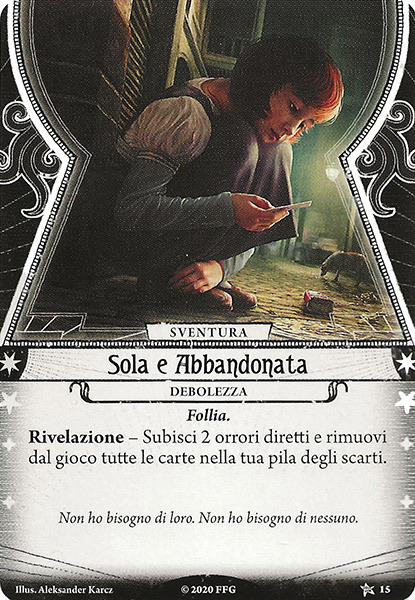 SVENTURA
Sola e Abbandonata
DEBOLEZZA
Follia.
Rivelazione – Subisci 2 orrori diretti e rimuovi
dal gioco tutte le carte nella tua pila degli scarti.
Non ho bisogno di loro. Non ho bisogno di nessuno.
Illus. Aleksander Karcz © 2020 FFG 15